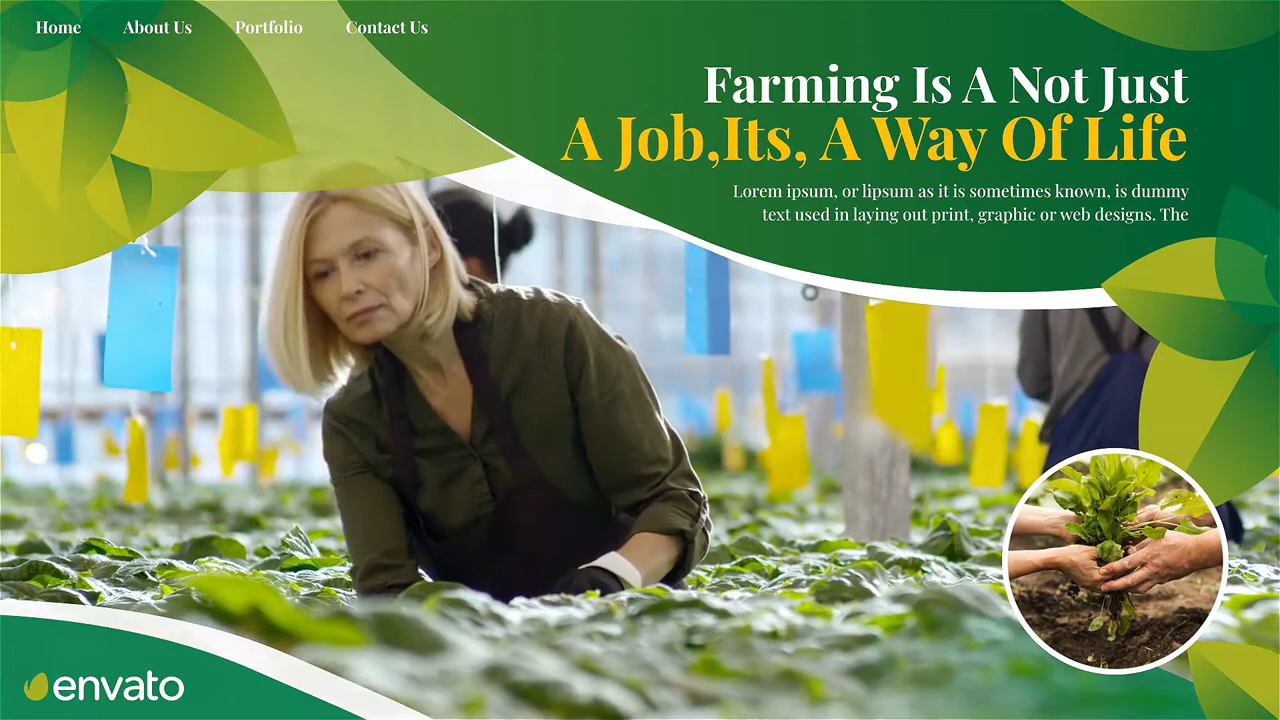 Home About Us Portfolio Contact Us
Farming Is A Not Just
A Job,Its, A Way Of Life
Lorem ipsum, or lipsum as it is sometimes known, is dummy
text used in laying out print, graphic or web designs. The
envato